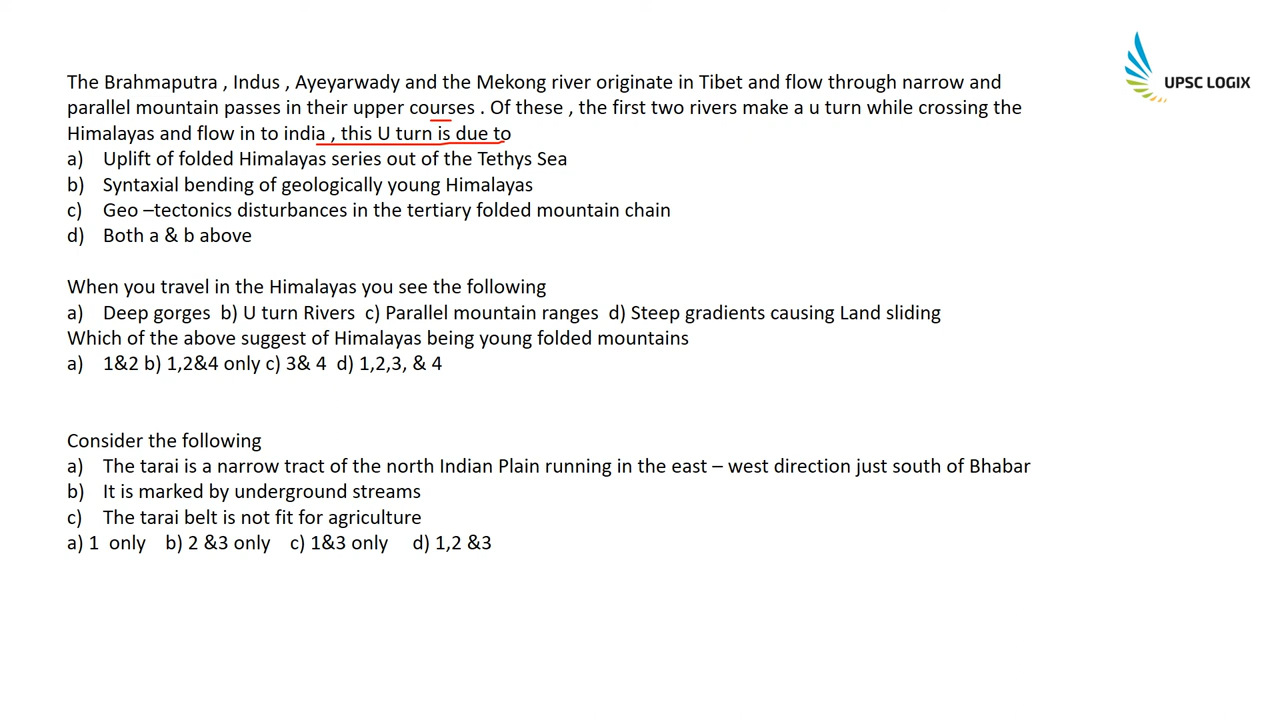 UPSC LOGIX
The Brahmaputra , Indus , Ayeyarwady and the Mekong river originate in Tibet and flow through narrow and
parallel mountain passes in their upper courses . Of these , the first two rivers make a u turn while crossing the
Himalayas and flow in to india , this U turn is due to
a) Uplift of folded Himalayas series out of the Tethys Sea
b) Syntaxial bending of geologically young Himalayas
c) Geo –tectonics disturbances in the tertiary folded mountain chain
d) Both a & b above
When you travel in the Himalayas you see the following
a) Deep gorges b) U turn Rivers c) Parallel mountain ranges d) Steep gradients causing Land sliding
Which of the above suggest of Himalayas being young folded mountains
a) 1&2 b) 1,2&4 only c) 3& 4 d) 1,2,3, & 4
Consider the following
a) The tarai is a narrow tract of the north Indian Plain running in the east – west direction just south of Bhabar
b) It is marked by underground streams
c) The tarai belt is not fit for agriculture
a) 1 only b) 2 &3 only c) 1&3 only d) 1,2 &3